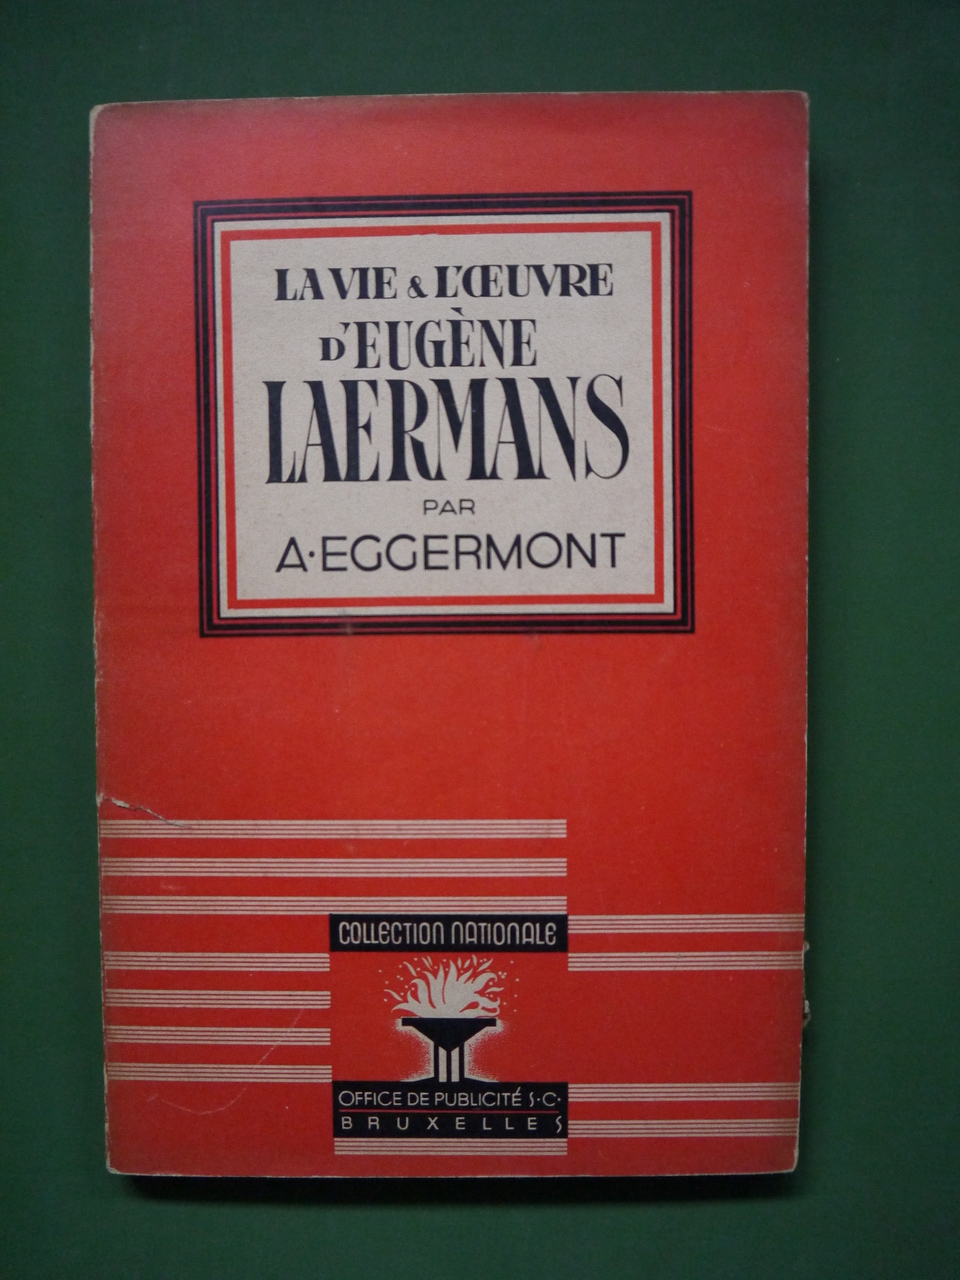 LA VIE & L'ŒUVRE
D'EUGÈNE
LAERMANS
PAR
A·EGGERMONT
COLLECTION NATIONALE
OFFICE DE PUBLICITÉ S·C·
BRUXELLES